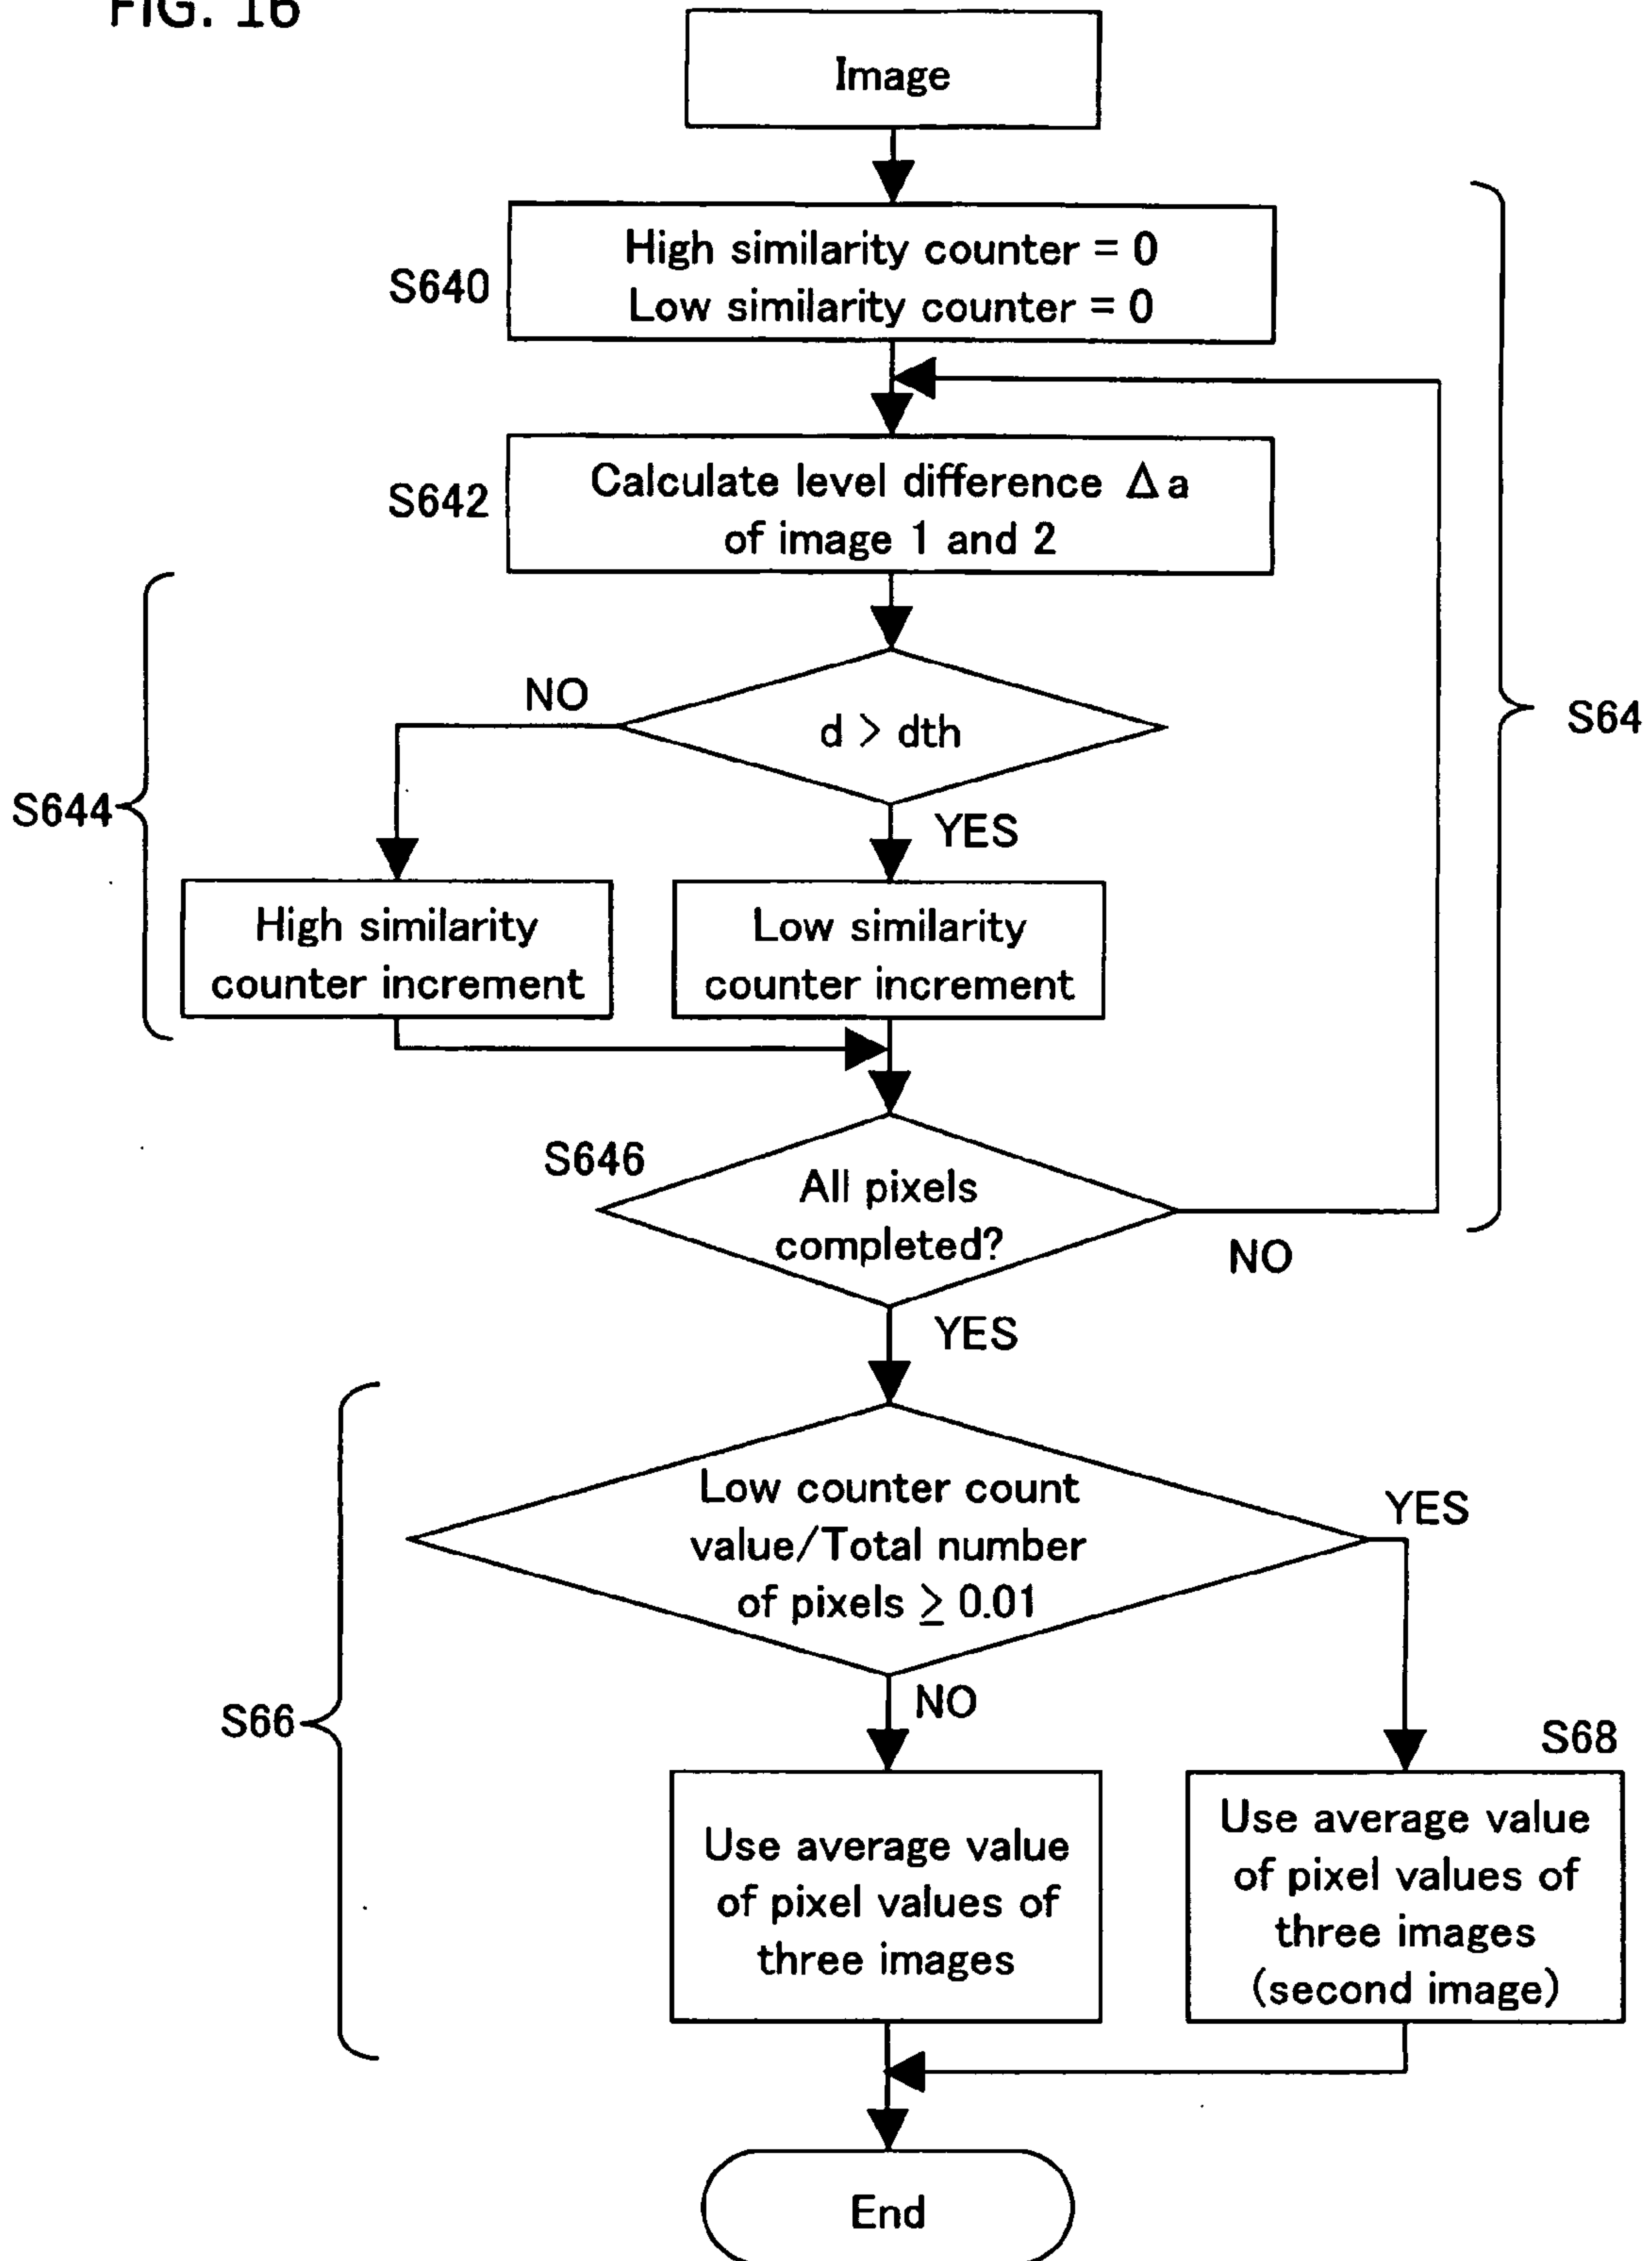 FIG. 16
Image
S640
High similarity counter = 0
Low similarity counter = 0
S642
Calculate level difference Δa
of image 1 and 2
S64
S644
NO
d > dth
YES
High similarity
counter increment
Low similarity
counter increment
S646
All pixels
completed?
NO
YES
Low counter count
value/Total number
of pixels ≥ 0.01
YES
NO
S66
S68
Use average value
of pixel values of
three images
Use average value
of pixel values of
three images
(second image)
End